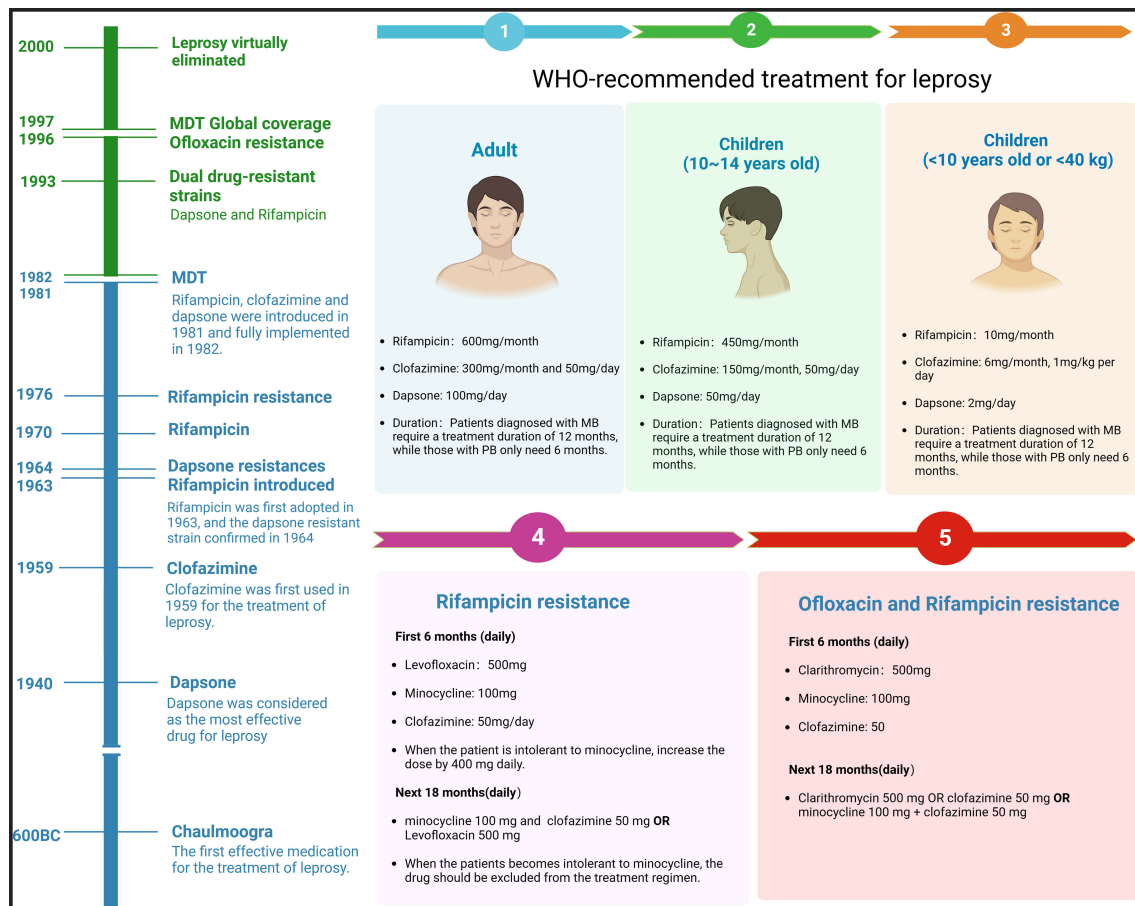 2000
Leprosy virtually
eliminated
1997
1996
MDT Global coverage
Ofloxacin resistance
1993
Dual drug-resistant
strains
Dapsone and Rifampicin
1982
1981
MDT
Rifampicin, clofazimine and
dapsone were introduced in
1981 and fully implemented
in 1982.
1976
Rifampicin resistance
1970
Rifampicin
1964
1963
Dapsone resistances
Rifampicin introduced
Rifampicin was first adopted in
1963, and the dapsone resistant
strain confirmed in 1964
1959
Clofazimine
Clofazimine was first used in
1959 for the treatment of
leprosy.
1940
Dapsone
Dapsone was considered
as the most effective
drug for leprosy
600BC
Chaulmoogra
The first effective medication
for the treatment of leprosy.
1
2
3
WHO-recommended treatment for leprosy
Adult
• Rifampicin：600mg/month
• Clofazimine: 300mg/month and 50mg/day
• Dapsone: 100mg/day
• Duration：Patients diagnosed with MB
require a treatment duration of 12 months,
while those with PB only need 6 months.
Children
(10~14 years old)
• Rifampicin：450mg/month
• Clofazimine: 150mg/month, 50mg/day
• Dapsone: 50mg/day
• Duration：Patients diagnosed with MB
require a treatment duration of 12
months, while those with PB only need 6
months.
Children
(<10 years old or <40 kg)
• Rifampicin：10mg/month
• Clofazimine: 6mg/month, 1mg/kg per
day
• Dapsone: 2mg/day
• Duration：Patients diagnosed with MB
require a treatment duration of 12
months, while those with PB only need 6
months.
4
5
Rifampicin resistance
First 6 months (daily)
• Levofloxacin：500mg
• Minocycline: 100mg
• Clofazimine: 50mg/day
• When the patient is intolerant to minocycline, increase the
dose by 400 mg daily.
Next 18 months(daily）
• minocycline 100 mg and clofazimine 50 mg OR
Levofloxacin 500 mg
• When the patients becomes intolerant to minocycline, the
drug should be excluded from the treatment regimen.
Ofloxacin and Rifampicin resistance
First 6 months (daily)
• Clarithromycin：500mg
• Minocycline: 100mg
• Clofazimine: 50
Next 18 months(daily）
• Clarithromycin 500 mg OR clofazimine 50 mg OR
minocycline 100 mg + clofazimine 50 mg